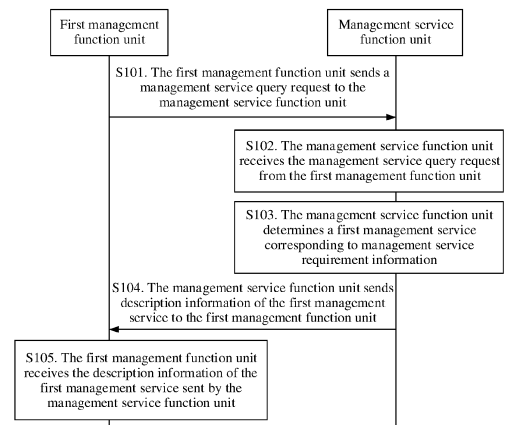 First management
function unit
Management service
function unit
S101. The first management function unit sends a
management service query request to the
management service function unit
S102. The management service function unit
receives the management service query request
from the first management function unit
S103. The management service function unit
determines a first management service
corresponding to management service
requirement information
S104. The management service function unit sends
description information of the first management
service to the first management function unit
S105. The first management function unit
receives the description information of the
first management service sent by the
management service function unit